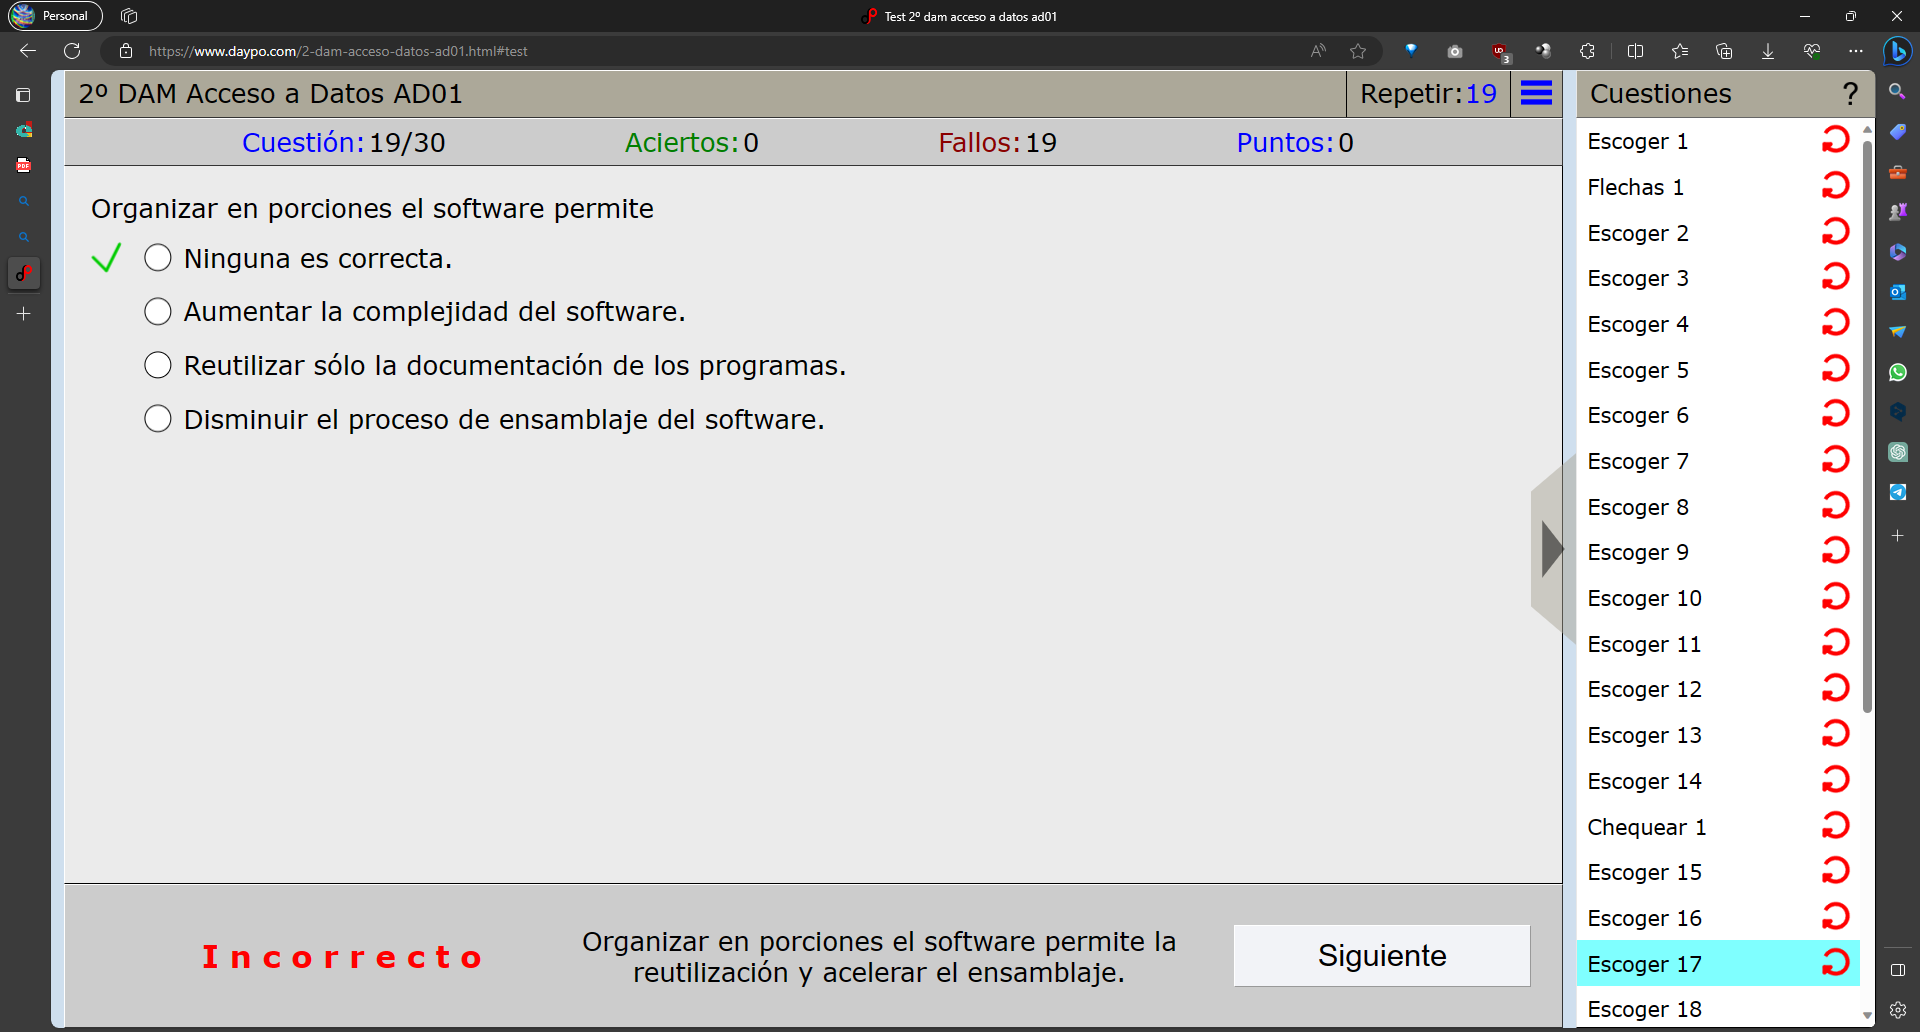 Personal
Test 2º dam acceso a datos ad01
https://www.daypo.com/2-dam-acceso-datos-ad01.html#test
2º DAM Acceso a Datos AD01
Repetir:19
Cuestiones
?
Cuestión:19/30
Aciertos:0
Fallos:19
Puntos:0
Organizar en porciones el software permite
Ninguna es correcta.
Aumentar la complejidad del software.
Reutilizar sólo la documentación de los programas.
Disminuir el proceso de ensamblaje del software.
Incorrecto
Organizar en porciones el software permite la
reutilización y acelerar el ensamblaje.
Siguiente
Escoger 1
Flechas 1
Escoger 2
Escoger 3
Escoger 4
Escoger 5
Escoger 6
Escoger 7
Escoger 8
Escoger 9
Escoger 10
Escoger 11
Escoger 12
Escoger 13
Escoger 14
Chequear 1
Escoger 15
Escoger 16
Escoger 17
Escoger 18
3
PDF